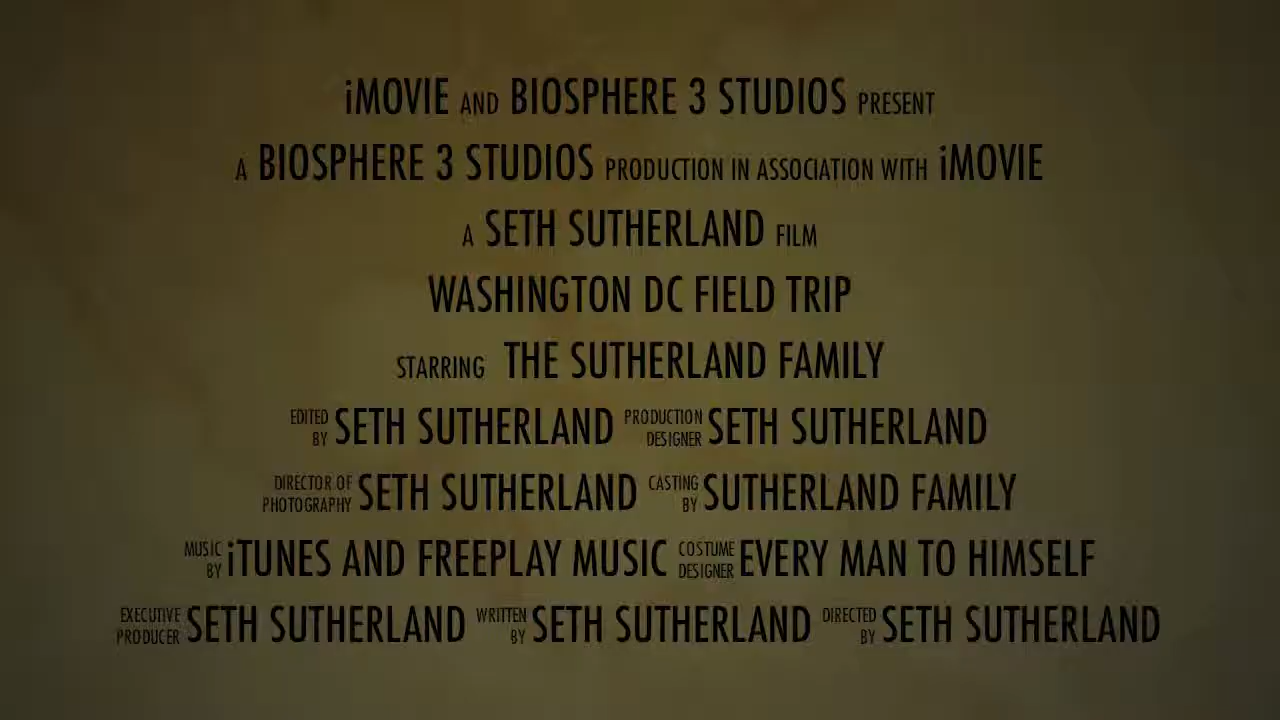 iMOVIE AND BIOSPHERE 3 STUDIOS PRESENT
A BIOSPHERE 3 STUDIOS PRODUCTION IN ASSOCIATION WITH iMOVIE
A SETH SUTHERLAND FILM
WASHINGTON DC FIELD TRIP
STARRING THE SUTHERLAND FAMILY
EDITED BY SETH SUTHERLAND PRODUCTION DESIGNER SETH SUTHERLAND
DIRECTOR OF PHOTOGRAPHY SETH SUTHERLAND CASTING BY SUTHERLAND FAMILY
MUSIC BY iTUNES AND FREEPLAY MUSIC COSTUME DESIGNER EVERY MAN TO HIMSELF
EXECUTIVE PRODUCER SETH SUTHERLAND WRITTEN BY SETH SUTHERLAND DIRECTED BY SETH SUTHERLAND